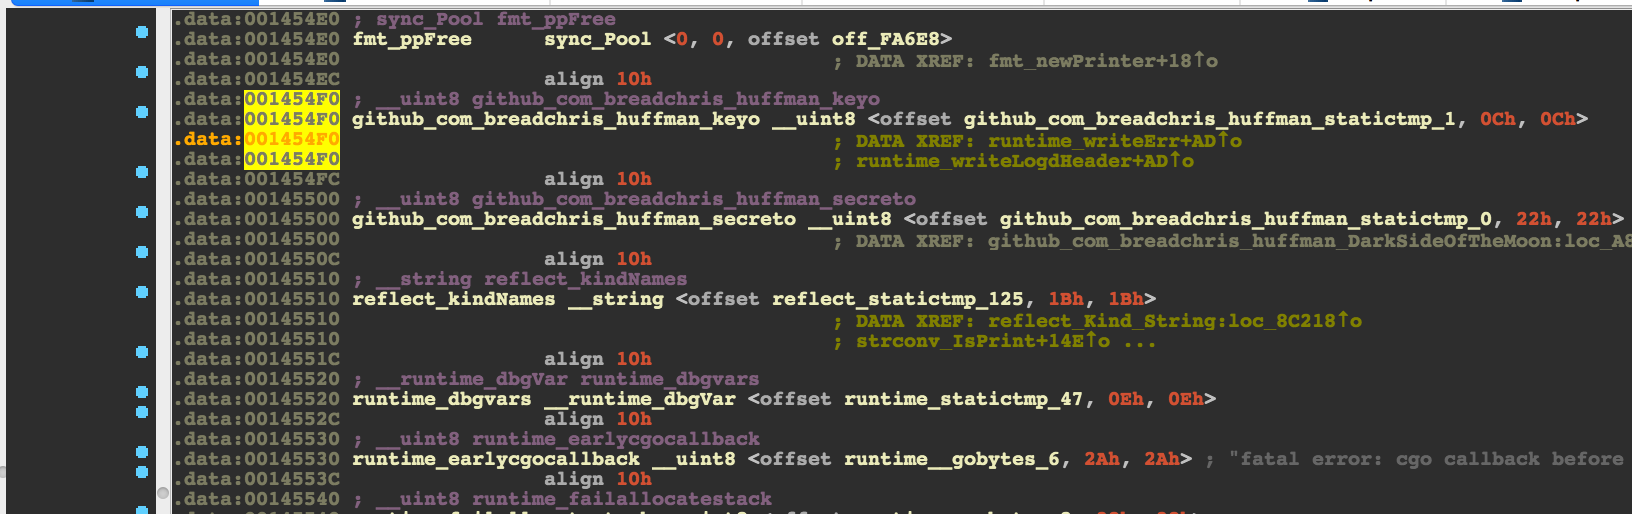 .data:001454E0 ; sync_Pool fmt_ppFree
.data:001454E0 fmt_ppFree sync_Pool <0, 0, offset off_FA6E8>
.data:001454E0 ; DATA XREF: fmt_newPrinter+18↑o
.data:001454EC align 10h
.data:001454F0 ; __uint8 github_com_breadchris_huffman_keyo
.data:001454F0 github_com_breadchris_huffman_keyo __uint8 <offset github_com_breadchris_huffman_statictmp_1, 0Ch, 0Ch>
.data:001454F0 ; DATA XREF: runtime_writeErr+AD↑o
.data:001454F0 ; runtime_writeLogdHeader+AD↑o
.data:001454FC align 10h
.data:00145500 ; __uint8 github_com_breadchris_huffman_secreto
.data:00145500 github_com_breadchris_huffman_secreto __uint8 <offset github_com_breadchris_huffman_statictmp_0, 22h, 22h>
.data:00145500 ; DATA XREF: github_com_breadchris_huffman_DarkSideOfTheMoon:loc_A8
.data:0014550C align 10h
.data:00145510 ; __string reflect_kindNames
.data:00145510 reflect_kindNames __string <offset reflect_statictmp_125, 1Bh, 1Bh>
.data:00145510 ; DATA XREF: reflect_Kind_String:loc_8C218↑o
.data:00145510 ; strconv_IsPrint+14E↑o ...
.data:0014551C align 10h
.data:00145520 ; __runtime_dbgVar runtime_dbgvars
.data:00145520 runtime_dbgvars __runtime_dbgVar <offset runtime_statictmp_47, 0Eh, 0Eh>
.data:0014552C align 10h
.data:00145530 ; __uint8 runtime_earlycgocallback
.data:00145530 runtime_earlycgocallback __uint8 <offset runtime__gobytes_6, 2Ah, 2Ah> ; "fatal error: cgo callback before
.data:0014553C align 10h
.data:00145540 ; __uint8 runtime_failallocatestack